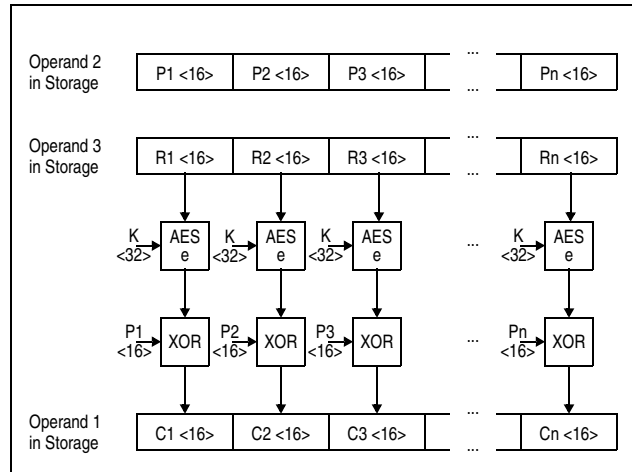 Operand 2
in Storage
P1 <16> P2 <16> P3 <16> ... ... Pn <16>
Operand 3
in Storage
R1 <16> R2 <16> R3 <16> ... ... Rn <16>
K <32> AES e K <32> AES e K <32> AES e ... K <32> AES e
P1 <16> XOR P2 <16> XOR P3 <16> XOR ... Pn <16> XOR
Operand 1
in Storage
C1 <16> C2 <16> C3 <16> ... ... Cn <16>